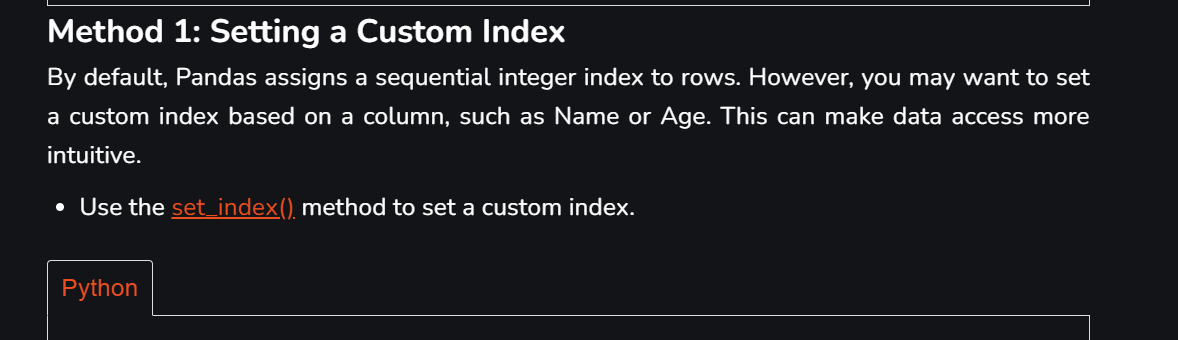 Method 1: Setting a Custom Index
By default, Pandas assigns a sequential integer index to rows. However, you may want to set
a custom index based on a column, such as Name or Age. This can make data access more
intuitive.
• Use the set_index() method to set a custom index.
Python